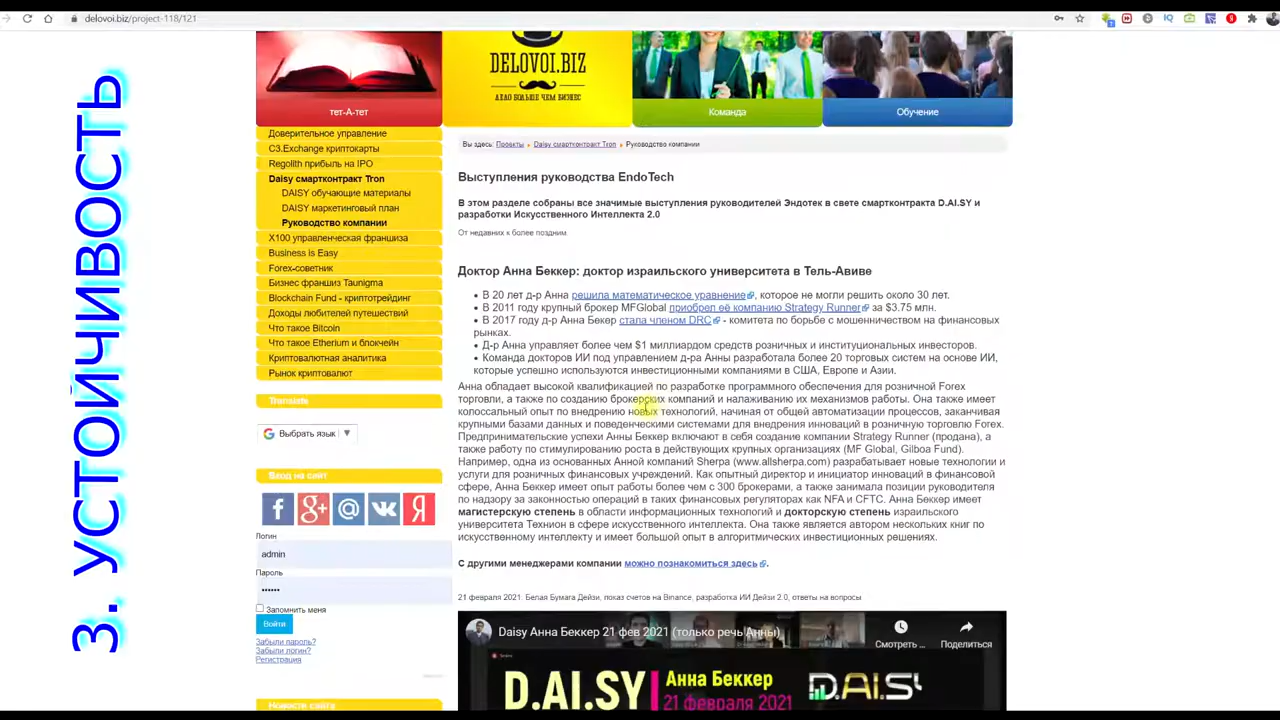 delovoi.biz/project-118/121
3. УСТОЙЧИВОСТЬ
DELOVOI.BIZ
ДЕЛО БОЛЬШЕ ЧЕМ БИЗНЕС
тет-А-тет
Команда
Обучение
Доверительное управление
C3.Exchange криптокарты
Regolith прибыль на IPO
Daisy смартконтракт Tron
DAISY обучающие материалы
DAISY маркетинговый план
Руководство компании
X100 управленческая франшиза
Business is Easy
Forex-советник
Бизнес франшиз Taunigma
Blockchain Fund - криптотрейдинг
Доходы любителей путешествий
Что такое Bitcoin
Что такое Etherium и блокчейн
Криптовалютная аналитика
Рынок криптовалют
Translate
Выбрать язык
Вход на сайт
Логин
admin
Пароль
••••••
Запомнить меня
Войти
Забыли пароль?
Забыли логин?
Регистрация
Новости сайта
Вы здесь: Проекты Daisy смартконтракт Tron Руководство компании
Выступления руководства EndoTech
В этом разделе собраны все значимые выступления руководителей Эндотек в свете смартконтракта D.AI.SY и
разработки Искусственного Интеллекта 2.0
От недавних к более поздним.
Доктор Анна Беккер: доктор израильского университета в Тель-Авиве
• В 20 лет д-р Анна решила математическое уравнение, которое не могли решить около 30 лет.
• В 2011 году крупный брокер MFGlobal приобрел её компанию Strategy Runner за $3.75 млн.
• В 2017 году д-р Анна Бекер стала членом DRC - комитета по борьбе с мошенничеством на финансовых
рынках.
• Д-р Анна управляет более чем $1 миллиардом средств розничных и институциональных инвесторов.
• Команда докторов ИИ под управлением д-ра Анны разработала более 20 торговых систем на основе ИИ,
которые успешно используются инвестиционными компаниями в США, Европе и Азии.
Анна обладает высокой квалификацией по разработке программного обеспечения для розничной Forex
торговли, а также по созданию брокерских компаний и налаживанию их механизмов работы. Она также имеет
колоссальный опыт по внедрению новых технологий, начиная от общей автоматизации процессов, заканчивая
крупными базами данных и поведенческими системами для внедрения инноваций в розничную торговлю Forex.
Предпринимательские успехи Анны Беккер включают в себя создание компании Strategy Runner (продана), а
также работу по стимулированию роста в действующих крупных организациях (MF Global, Gilboa Fund).
Например, одна из основанных Анной компаний Sherpa (www.allsherpa.com) разрабатывает новые технологии и
услуги для розничных финансовых учреждений. Как опытный директор и инициатор инноваций в финансовой
сфере, Анна Беккер имеет опыт работы более чем с 300 брокерами, а также занимала позиции руководителя
по надзору за законностью операций в таких финансовых регуляторах как NFA и CFTC. Анна Беккер имеет
магистерскую степень в области информационных технологий и докторскую степень израильского
университета Технион в сфере искусственного интеллекта. Она также является автором нескольких книг по
искусственному интеллекту и имеет большой опыт в алгоритмических инвестиционных решениях.
С другими менеджерами компании можно познакомиться здесь.
21 февраля 2021: Белая Бумага Дейзи, показ счетов на Binance, разработка ИИ Дейзи 2.0, ответы на вопросы
Daisy Анна Беккер 21 фев 2021 (только речь Анны)
Смотреть ...
Поделиться
D.AI.SY
Анна Беккер
21 февраля 2021
D.AI.SY